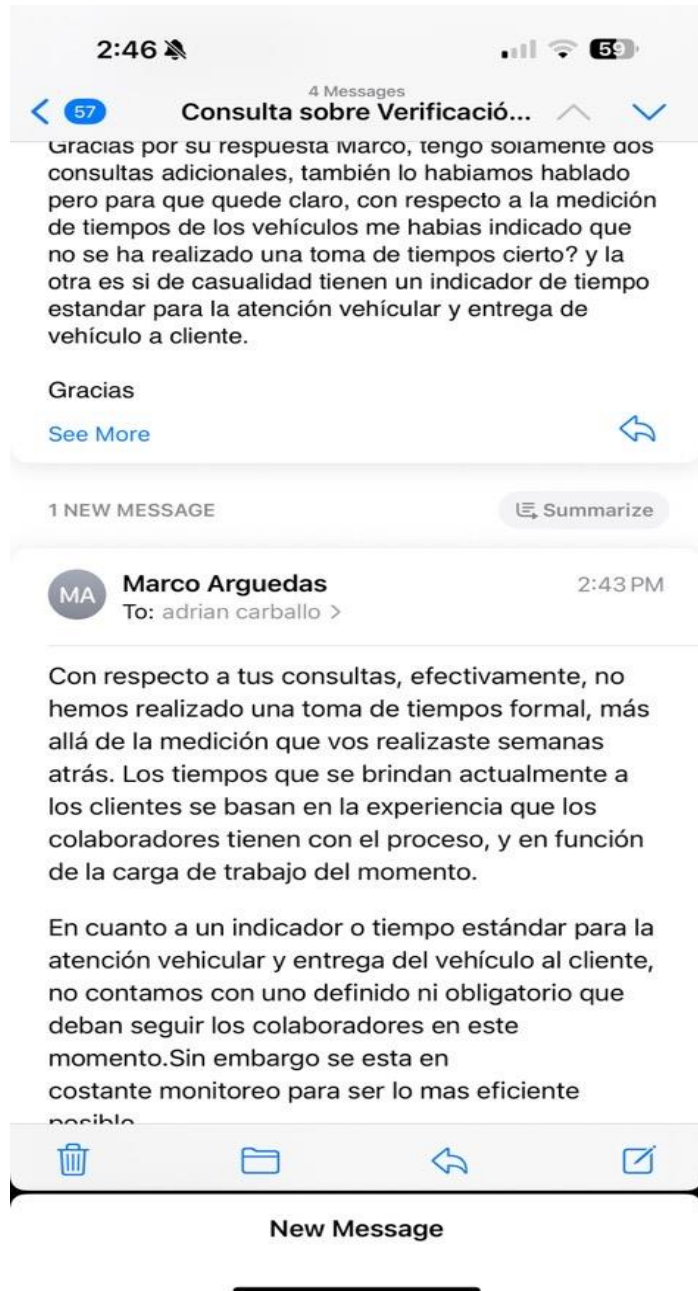 2:46
59
4 Messages
57
Consulta sobre Verificació...
Gracias por su respuesta Marco, tengo solamente dos
consultas adicionales, también lo habiamos hablado
pero para que quede claro, con respecto a la medición
de tiempos de los vehículos me habias indicado que
no se ha realizado una toma de tiempos cierto? y la
otra es si de casualidad tienen un indicador de tiempo
estandar para la atención vehícular y entrega de
vehículo a cliente.
Gracias
See More
1 NEW MESSAGE
Summarize
MA
Marco Arguedas
2:43 PM
To: adrian carballo >
Con respecto a tus consultas, efectivamente, no
hemos realizado una toma de tiempos formal, más
allá de la medición que vos realizaste semanas
atrás. Los tiempos que se brindan actualmente a
los clientes se basan en la experiencia que los
colaboradores tienen con el proceso, y en función
de la carga de trabajo del momento.
En cuanto a un indicador o tiempo estándar para la
atención vehicular y entrega del vehículo al cliente,
no contamos con uno definido ni obligatorio que
deban seguir los colaboradores en este
momento.Sin embargo se esta en
costante monitoreo para ser lo mas eficiente
posible
New Message